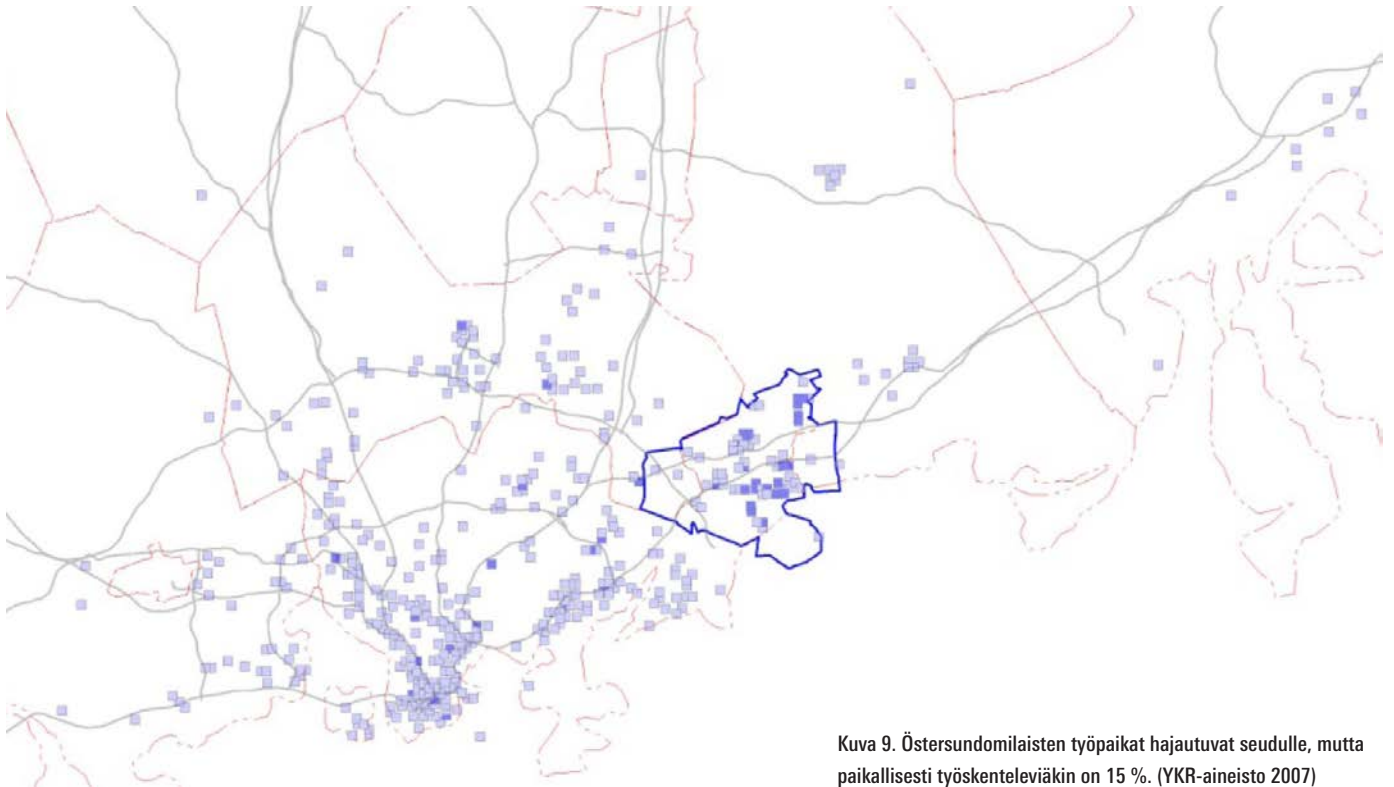 Kuva 9. Östersundomilaisten työpaikat hajautuvat seudulle, mutta
paikallisesti työskenteleviäkin on 15 %. (YKR-aineisto 2007)